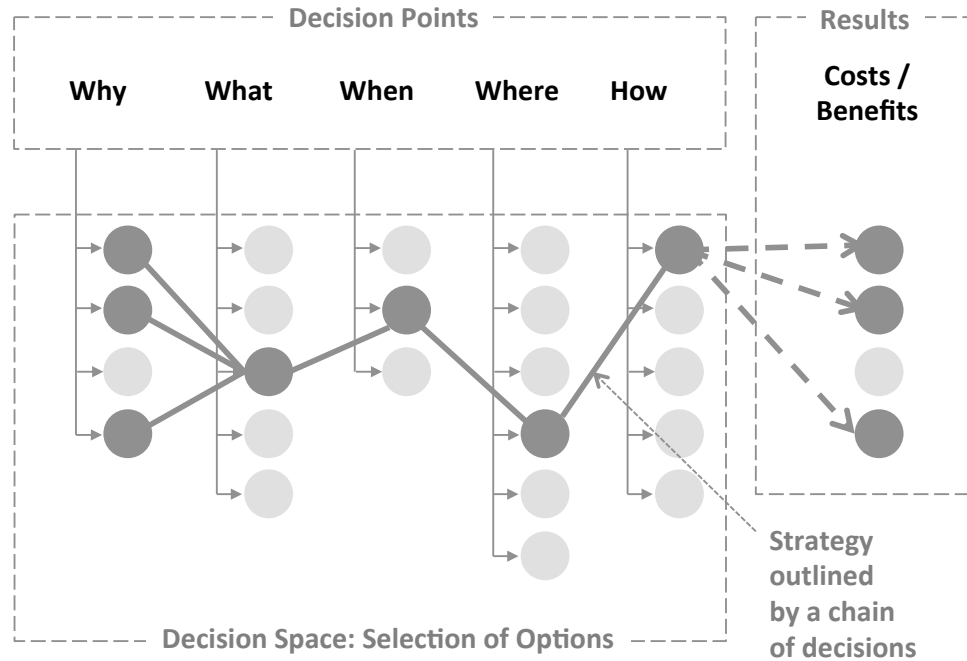 Decision Points
Results
Why
What
When
Where
How
Costs /
Benefits
Strategy
outlined
by a chain
of decisions
Decision Space: Selection of Options